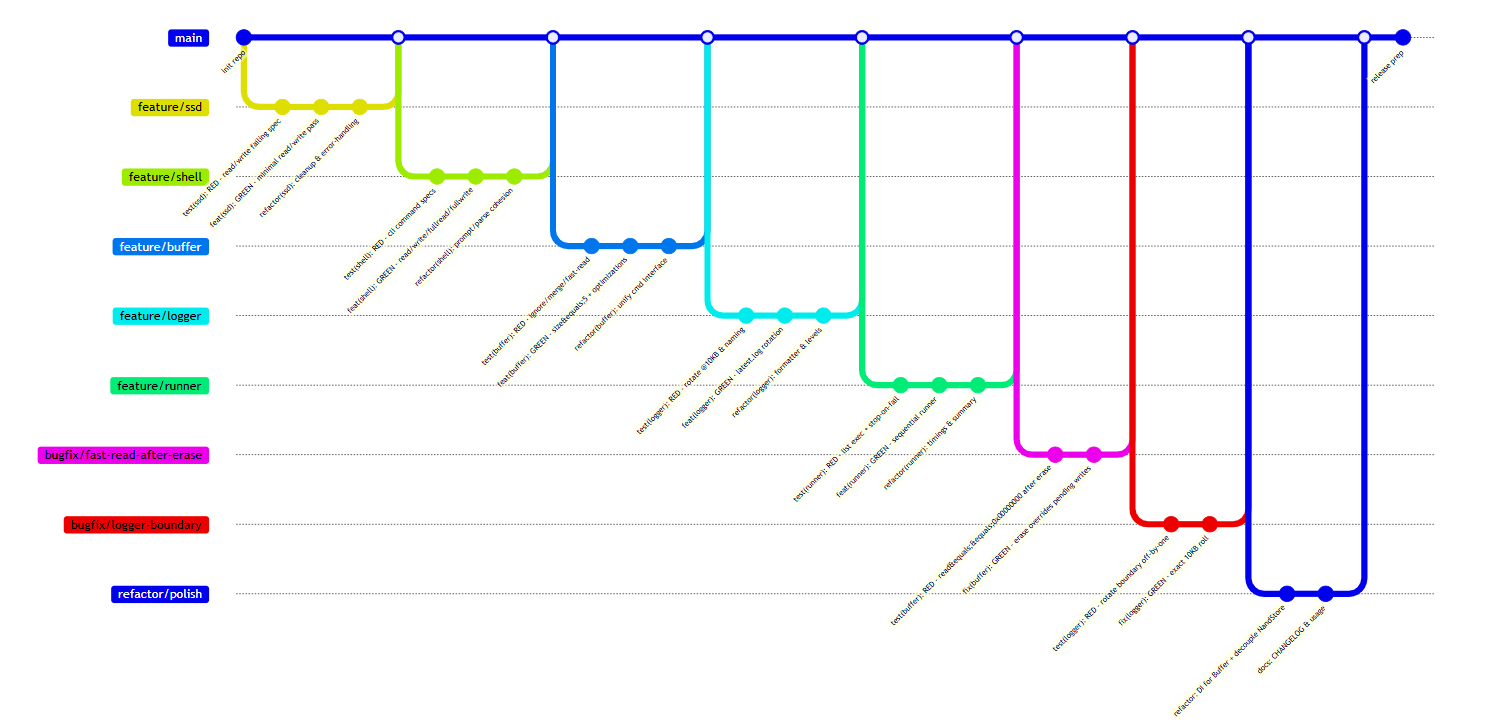 main
init repo
release prep
feature/ssd
test(ssd): RED - read/write failing spec
feat(ssd): GREEN - minimal read/write pass
refactor(ssd): cleanup & error-handling
feature/shell
test(shell): RED - cli command specs
feat(shell): GREEN - read/write/fullread/fullwrite
refactor(shell): prompt/parse cohesion
feature/buffer
test(buffer): RED - ignore/merge/fast-read
feat(buffer): GREEN - size&equals;5 + optimizations
refactor(buffer): unify cmd interface
feature/logger
test(logger): RED - rotate @10KB & naming
feat(logger): GREEN - latest.log rotation
refactor(logger): formatter & levels
feature/runner
test(runner): RED - list exec + stop-on-fail
feat(runner): GREEN - sequential runner
refactor(runner): timings & summary
bugfix/fast-read-after-erase
test(buffer): RED - read&equals;&equals;0x00000000 after erase
fix(buffer): GREEN - erase overrides pending writes
bugfix/logger-boundary
test(logger): RED - rotate boundary off-by-one
fix(logger): GREEN - exact 10KB roll
refactor/polish
refactor: DI for Buffer + decouple NandStore
docs: CHANGELOG & usage